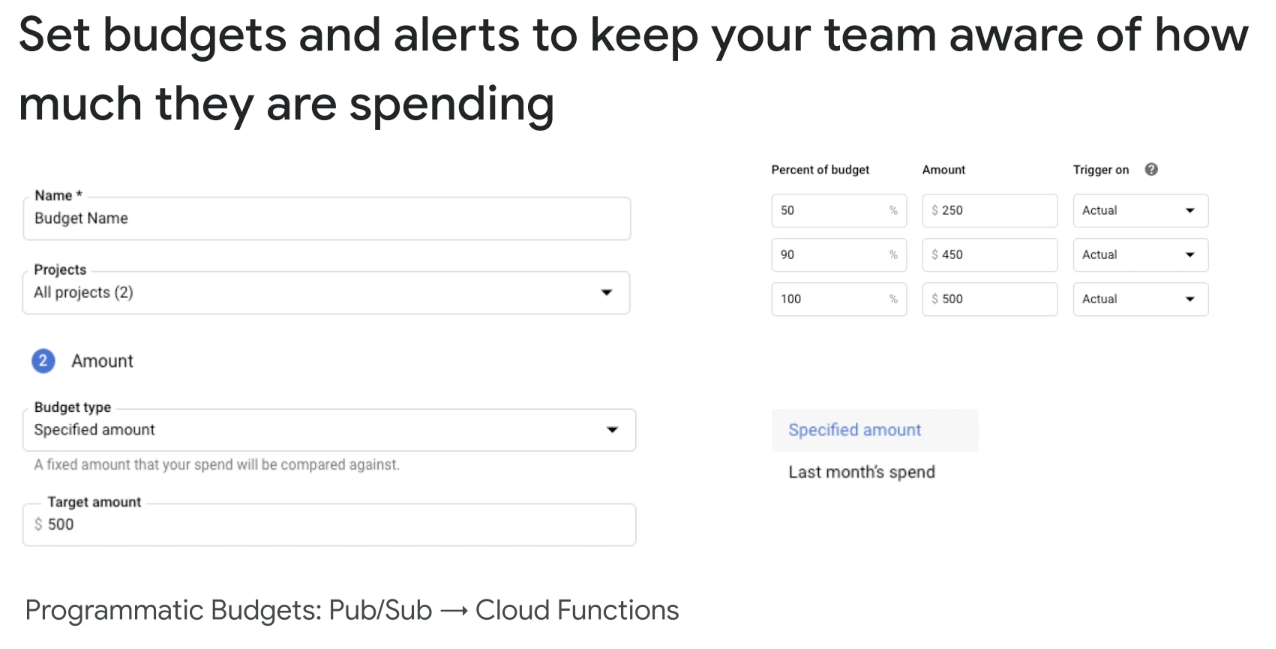 Set budgets and alerts to keep your team aware of how
much they are spending
Name *
Budget Name
Projects
All projects (2)
2 Amount
Budget type
Specified amount
A fixed amount that your spend will be compared against.
Target amount
$ 500
Percent of budget Amount Trigger on ?
50 % $ 250 Actual
90 % $ 450 Actual
100 % $ 500 Actual
Specified amount
Last month's spend
Programmatic Budgets: Pub/Sub → Cloud Functions